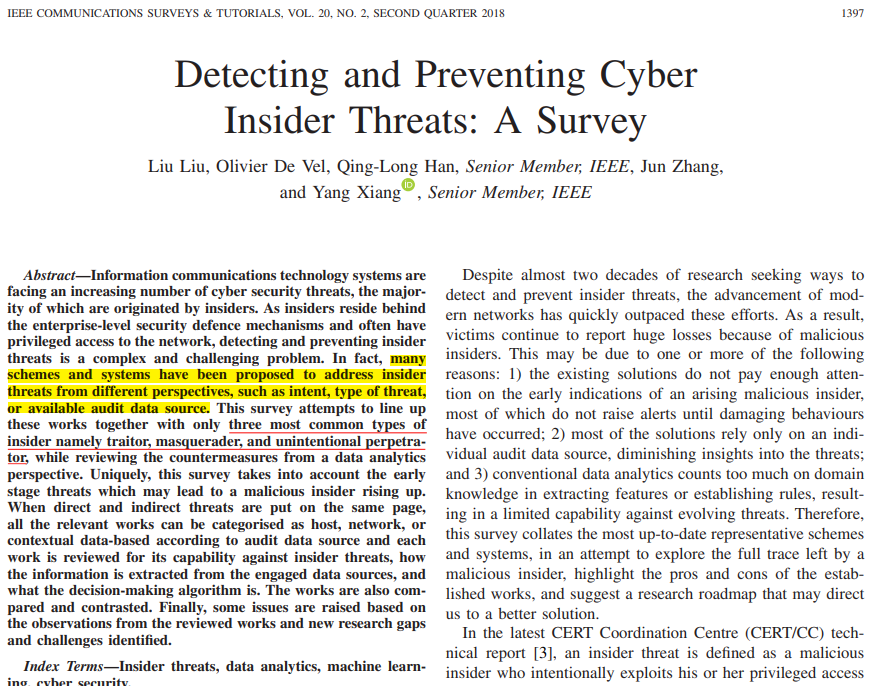 IEEE COMMUNICATIONS SURVEYS & TUTORIALS, VOL. 20, NO. 2, SECOND QUARTER 2018
1397
Detecting and Preventing Cyber
Insider Threats: A Survey
Liu Liu, Olivier De Vel, Qing-Long Han, Senior Member, IEEE, Jun Zhang,
and Yang Xiang iD, Senior Member, IEEE
Abstract—Information communications technology systems are
facing an increasing number of cyber security threats, the major-
ity of which are originated by insiders. As insiders reside behind
the enterprise-level security defence mechanisms and often have
privileged access to the network, detecting and preventing insider
threats is a complex and challenging problem. In fact, many
schemes and systems have been proposed to address insider
threats from different perspectives, such as intent, type of threat,
or available audit data source. This survey attempts to line up
these works together with only three most common types of
insider namely traitor, masquerader, and unintentional perpetra-
tor, while reviewing the countermeasures from a data analytics
perspective. Uniquely, this survey takes into account the early
stage threats which may lead to a malicious insider rising up.
When direct and indirect threats are put on the same page,
all the relevant works can be categorised as host, network, or
contextual data-based according to audit data source and each
work is reviewed for its capability against insider threats, how
the information is extracted from the engaged data sources, and
what the decision-making algorithm is. The works are also com-
pared and contrasted. Finally, some issues are raised based on
the observations from the reviewed works and new research gaps
and challenges identified.
Index Terms—Insider threats, data analytics, machine learn-
ing, cyber security.
Despite almost two decades of research seeking ways to
detect and prevent insider threats, the advancement of mod-
ern networks has quickly outpaced these efforts. As a result,
victims continue to report huge losses because of malicious
insiders. This may be due to one or more of the following
reasons: 1) the existing solutions do not pay enough atten-
tion on the early indications of an arising malicious insider,
most of which do not raise alerts until damaging behaviours
have occurred; 2) most of the solutions rely only on an indi-
vidual audit data source, diminishing insights into the threats;
and 3) conventional data analytics counts too much on domain
knowledge in extracting features or establishing rules, result-
ing in a limited capability against evolving threats. Therefore,
this survey collates the most up-to-date representative schemes
and systems, in an attempt to explore the full trace left by a
malicious insider, highlight the pros and cons of the estab-
lished works, and suggest a research roadmap that may direct
us to a better solution.
In the latest CERT Coordination Centre (CERT/CC) tech-
nical report [3], an insider threat is defined as a malicious
insider who intentionally exploits his or her privileged access